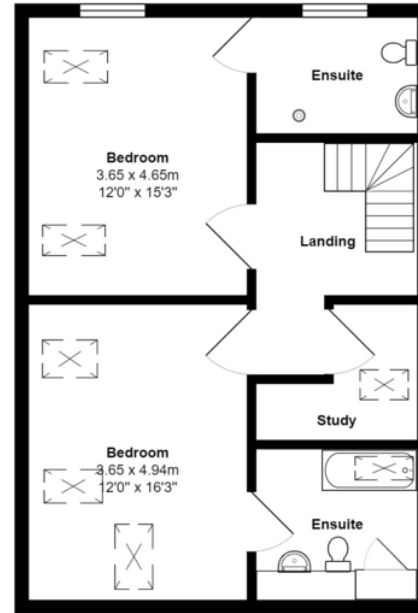 Ensuite
Bedroom
3.65 x 4.65m
12'0" x 15'3"
Landing
Study
Bedroom
3.65 x 4.94m
12'0" x 16'3"
Ensuite